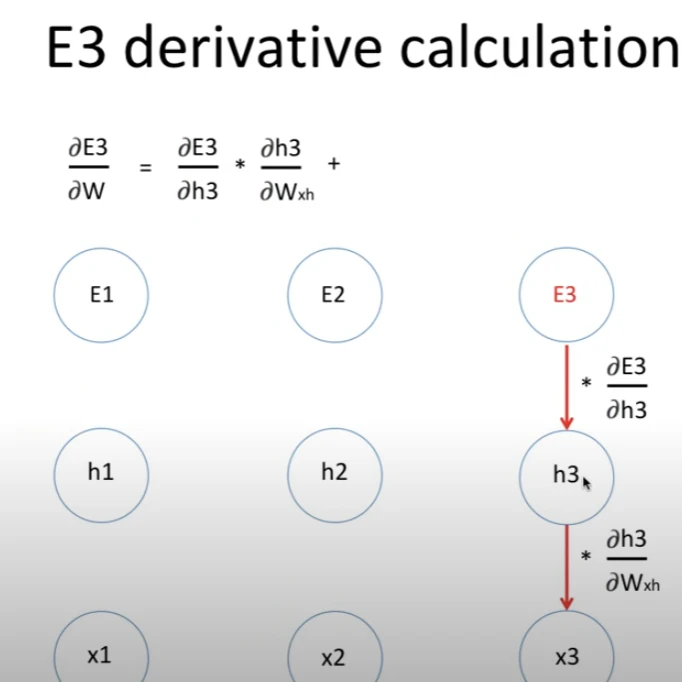 E3 derivative calculation
∂E3 ∂E3 ∂h3
= * +
∂W ∂h3 ∂Wxh
E1 E2 E3
∂E3
*
∂h3
h1 h2 h3
∂h3
*
∂Wxh
x1 x2 x3